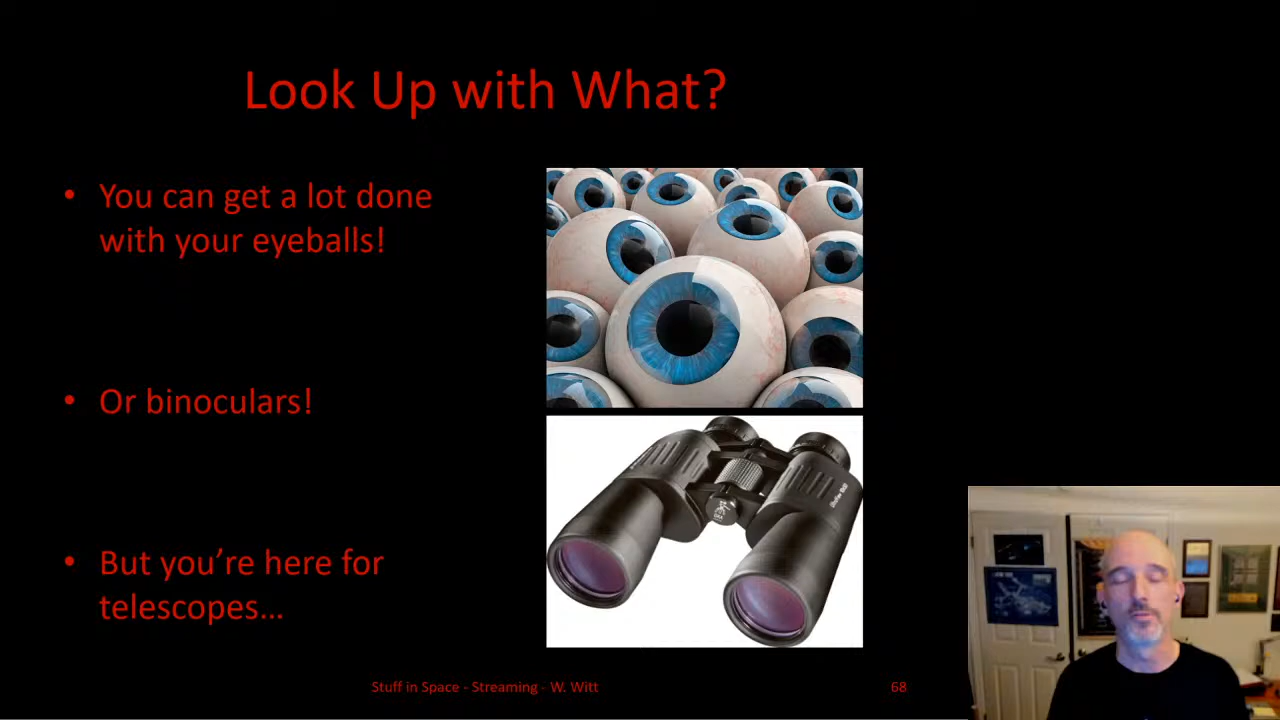 Look Up with What?
• You can get a lot done
with your eyeballs!
• Or binoculars!
• But you’re here for
telescopes…
Stuff in Space - Streaming - W. Witt
68